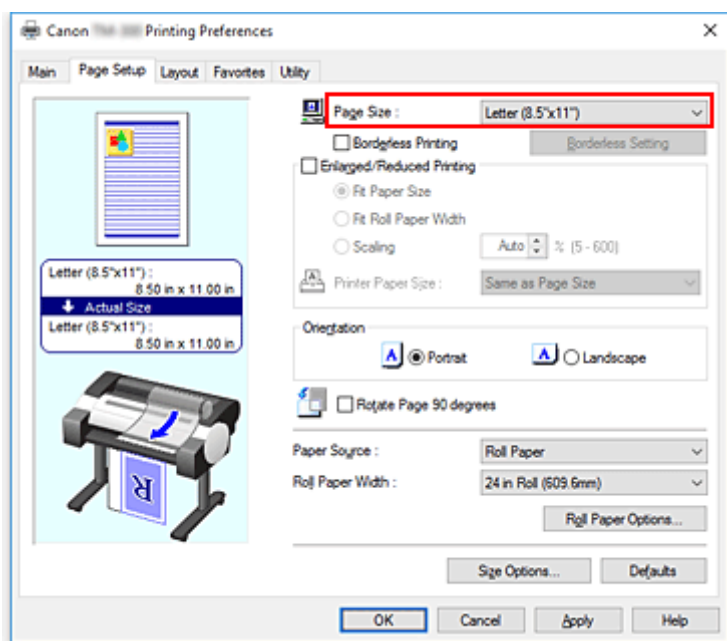 Canon Printing Preferences
Main Page Setup Layout Favorites Utility
Page Size : Letter (8.5"x11")
Borderless Printing Borderless Setting
Enlarged/Reduced Printing
Fit Paper Size
Fit Roll Paper Width
Scaling Auto % (5 - 600)
Printer Paper Size : Same as Page Size
Letter (8.5"x11") :
8.50 in x 11.00 in
Actual Size
Letter (8.5"x11") :
8.50 in x 11.00 in
Orientation
A Portrait A Landscape
Rotate Page 90 degrees
Paper Source : Roll Paper
Roll Paper Width : 24 in Roll (609.6mm)
Roll Paper Options...
R
Size Options... Defaults
OK Cancel Apply Help